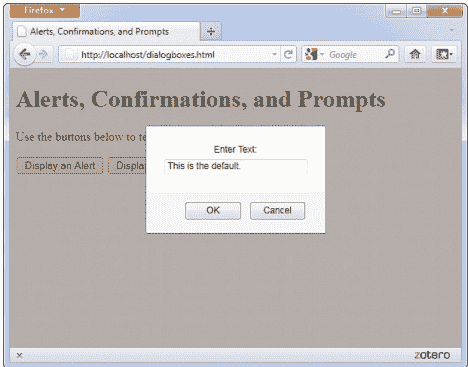 Firefox
Alerts, Confirmations, and Prompts
http://localhost/dialogboxes.html
Google
Alerts, Confirmations, and Prompts
Use the buttons below to te
Display an Alert
Displa
Enter Text:
This is the default.
OK
Cancel
zotero